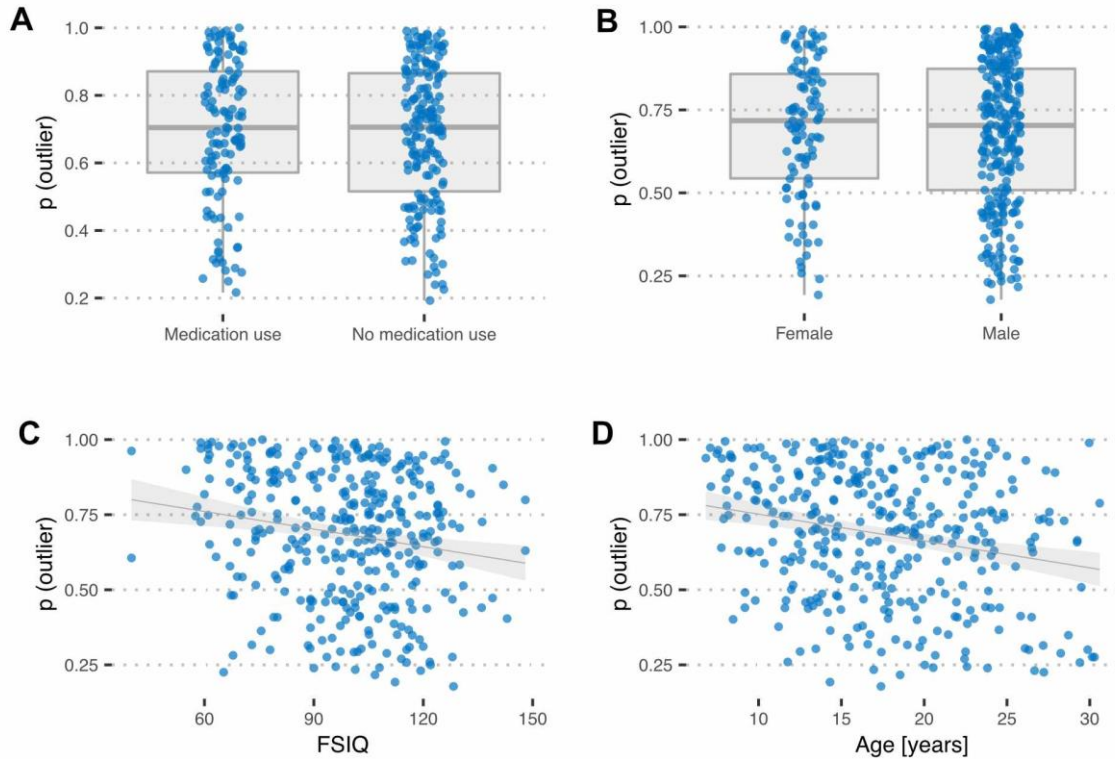 A
p (outlier)
1.0
0.8
0.6
0.4
0.2
Medication use
No medication use
B
p (outlier)
1.00
0.75
0.50
0.25
Female
Male
C
p (outlier)
1.00
0.75
0.50
0.25
60
90
120
150
FSIQ
D
p (outlier)
1.00
0.75
0.50
0.25
10
15
20
25
30
Age [years]